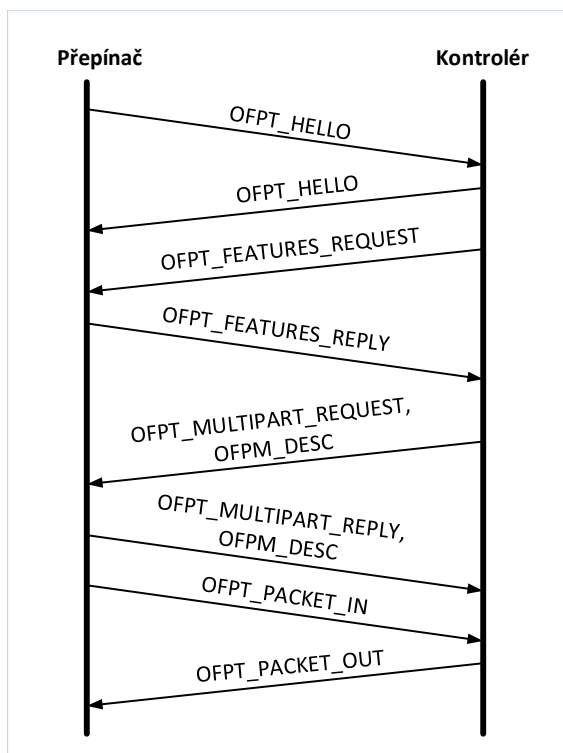 Přepínač
Kontrolér
OFPT_HELLO
OFPT_HELLO
OFPT_FEATURES_REQUEST
OFPT_FEATURES_REPLY
OFPT_MULTIPART_REQUEST,
OFPM_DESC
OFPT_MULTIPART_REPLY,
OFPM_DESC
OFPT_PACKET_IN
OFPT_PACKET_OUT